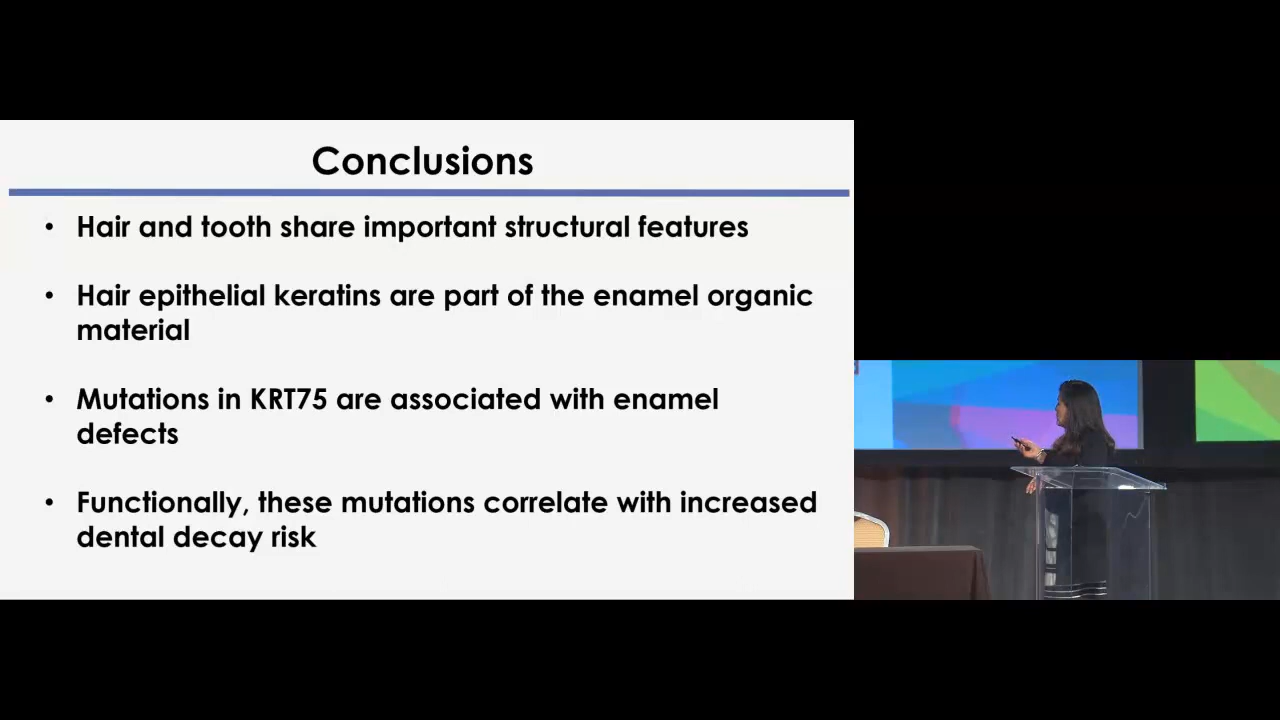 Conclusions
• Hair and tooth share important structural features
• Hair epithelial keratins are part of the enamel organic
material
• Mutations in KRT75 are associated with enamel
defects
• Functionally, these mutations correlate with increased
dental decay risk